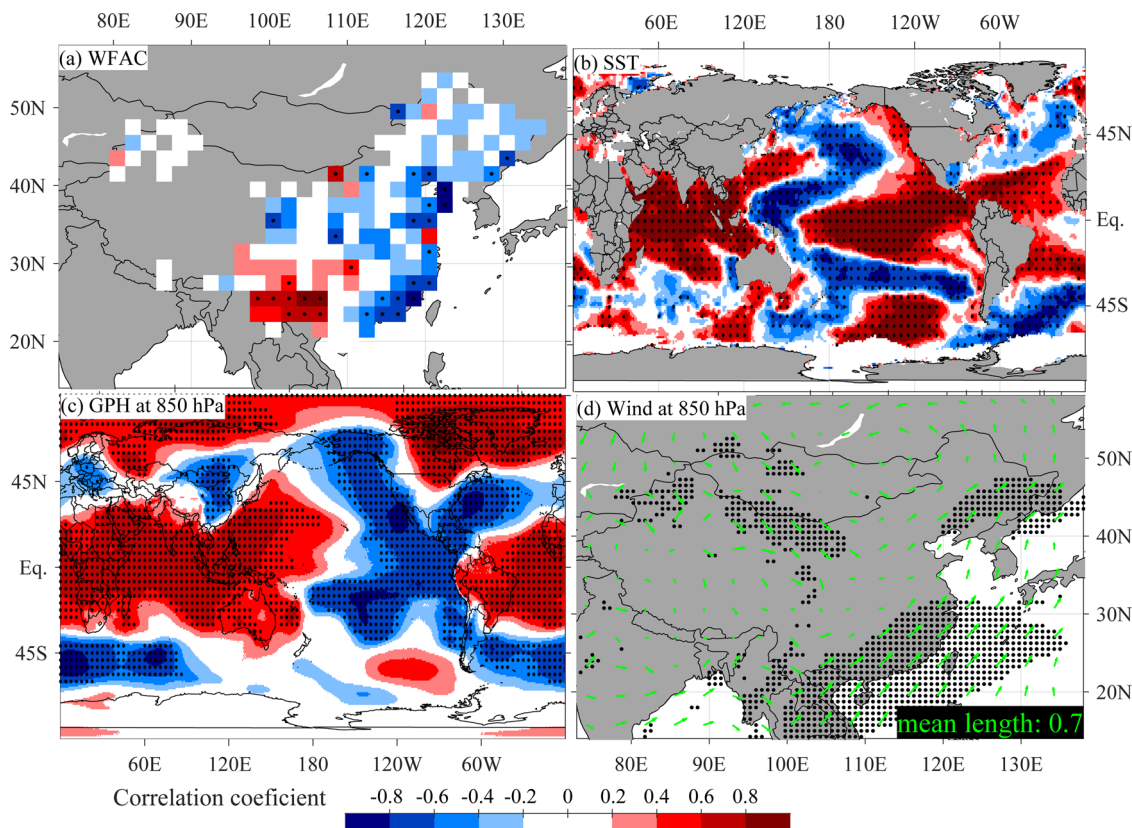 80E 90E 100E 110E 120E 130E
60E 120E 180 120W 60W
(a) WFAC
(b) SST
50N
40N
30N
20N
45N
Eq.
45S
(c) GPH at 850 hPa
(d) Wind at 850 hPa
45N
Eq.
45S
50N
40N
30N
20N
mean length: 0.7
60E 120E 180 120W 60W
80E 90E 100E 110E 120E 130E
Correlation coeficient
-0.8 -0.6 -0.4 -0.2 0 0.2 0.4 0.6 0.8